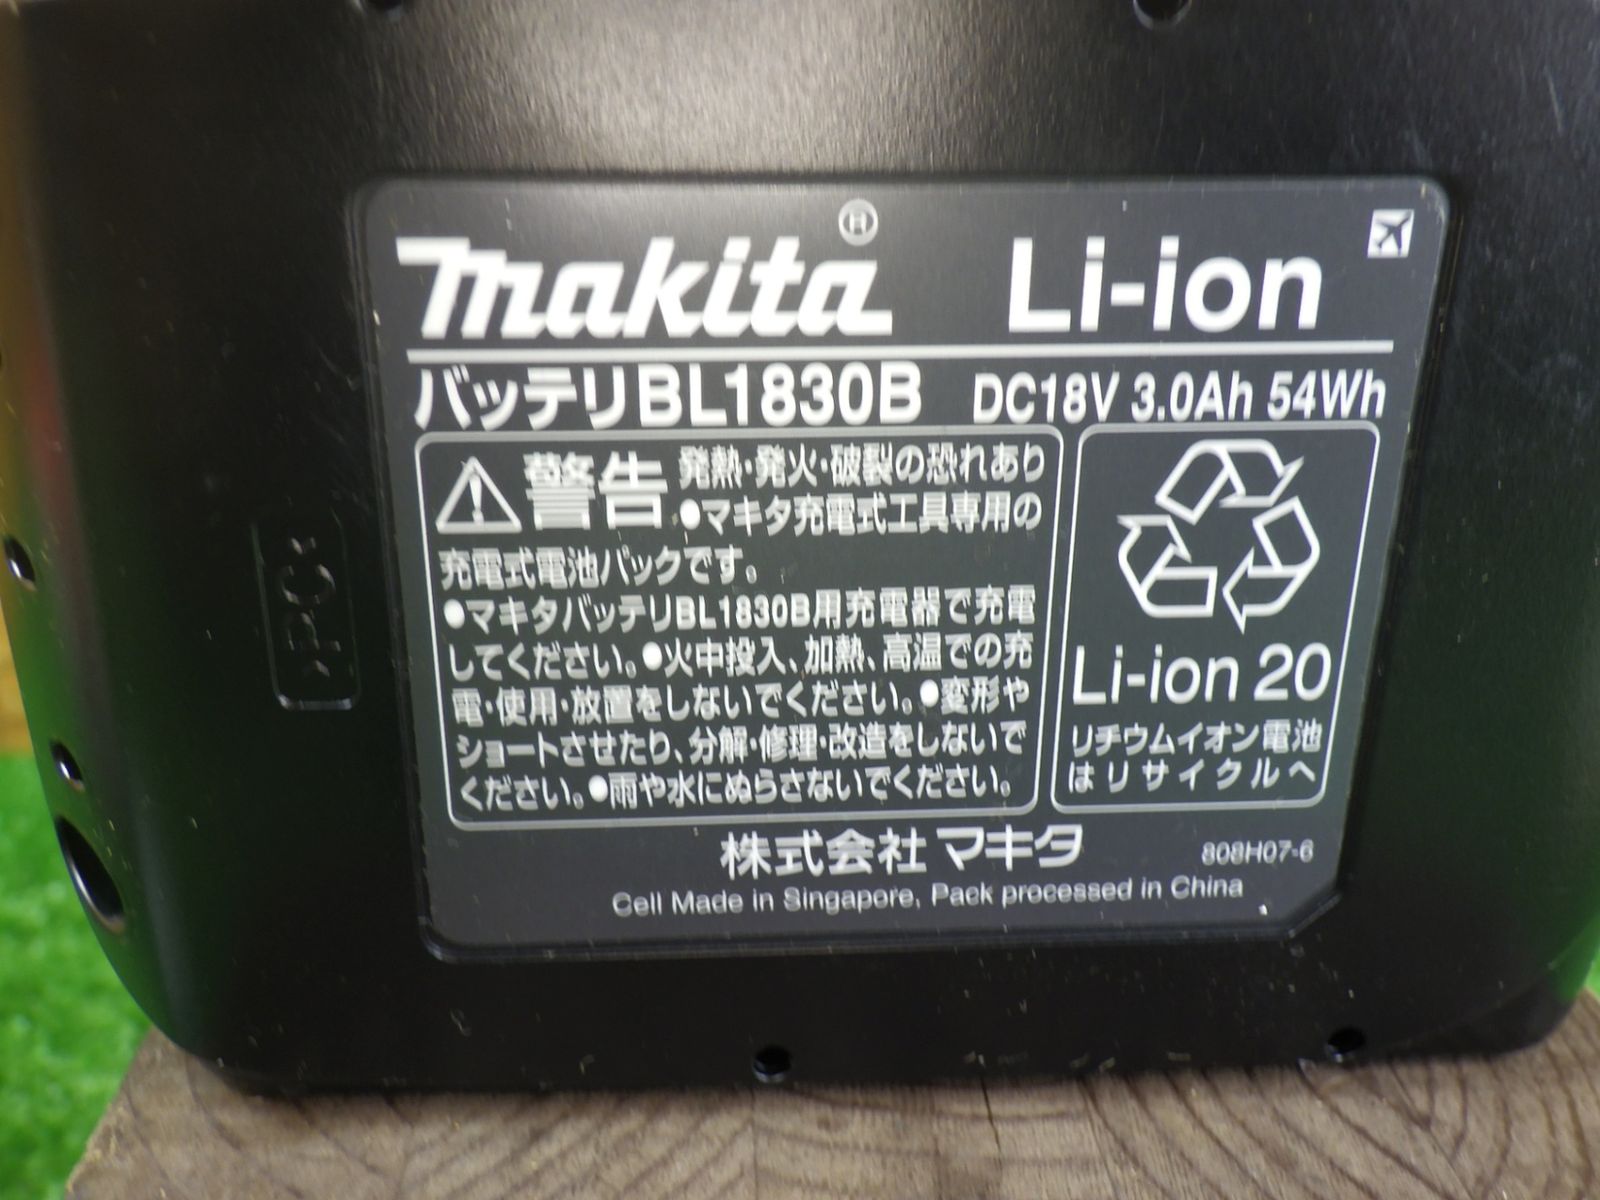 makita Ⓗ Li-ion
バッテリBL1830B DC18V 3.0Ah 54Wh
警告 発熱・発火・破裂の恐れあり
●マキタ充電式工具専用の
充電式電池パックです。
●マキタバッテリBL1830B用充電器で充電
してください。●火中投入、加熱、高温での充
電・使用・放置をしないでください。●変形や
ショートさせたり、分解・修理・改造をしないで
ください。●雨や水にぬらさないでください。
Li-ion 20
リチウムイオン電池
はリサイクルへ
株式会社マキタ 808H07-6
Cell Made in Singapore, Pack processed in China
>PC<